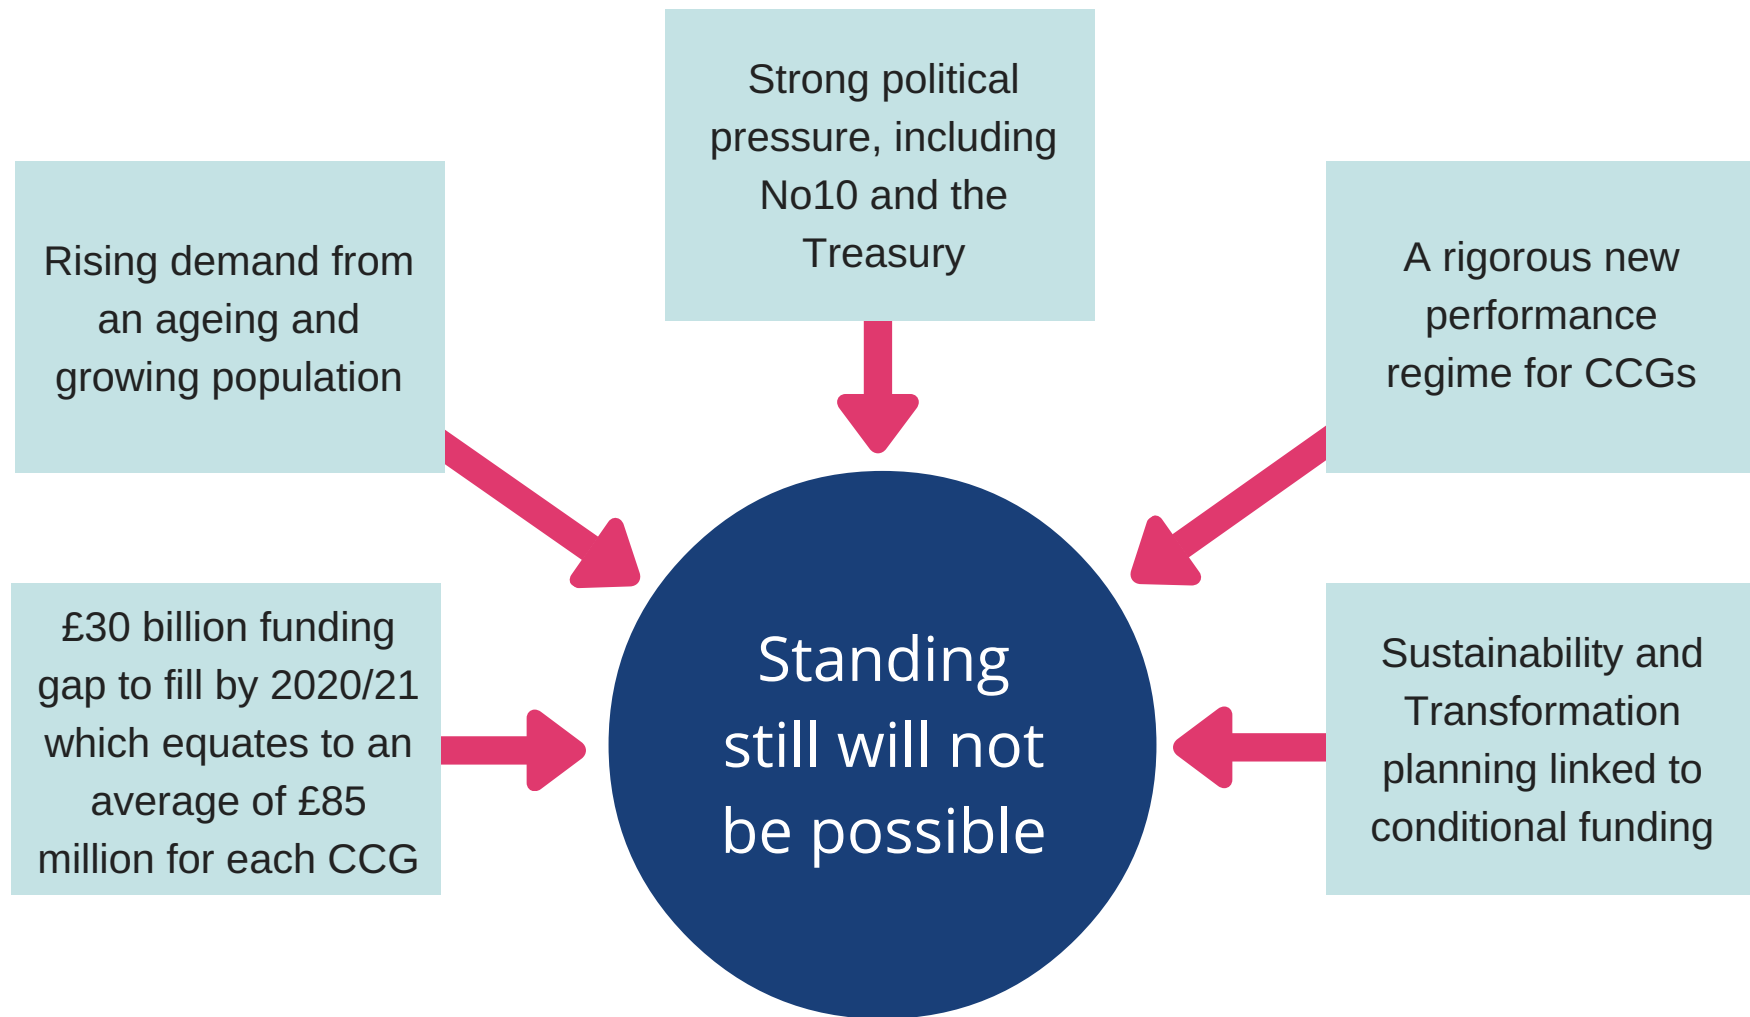 Strong political
pressure, including
No10 and the
Treasury
Rising demand from
an ageing and
growing population
A rigorous new
performance
regime for CCGs
£30 billion funding
gap to fill by 2020/21
which equates to an
average of £85
million for each CCG
Standing
still will not
be possible
Sustainability and
Transformation
planning linked to
conditional funding